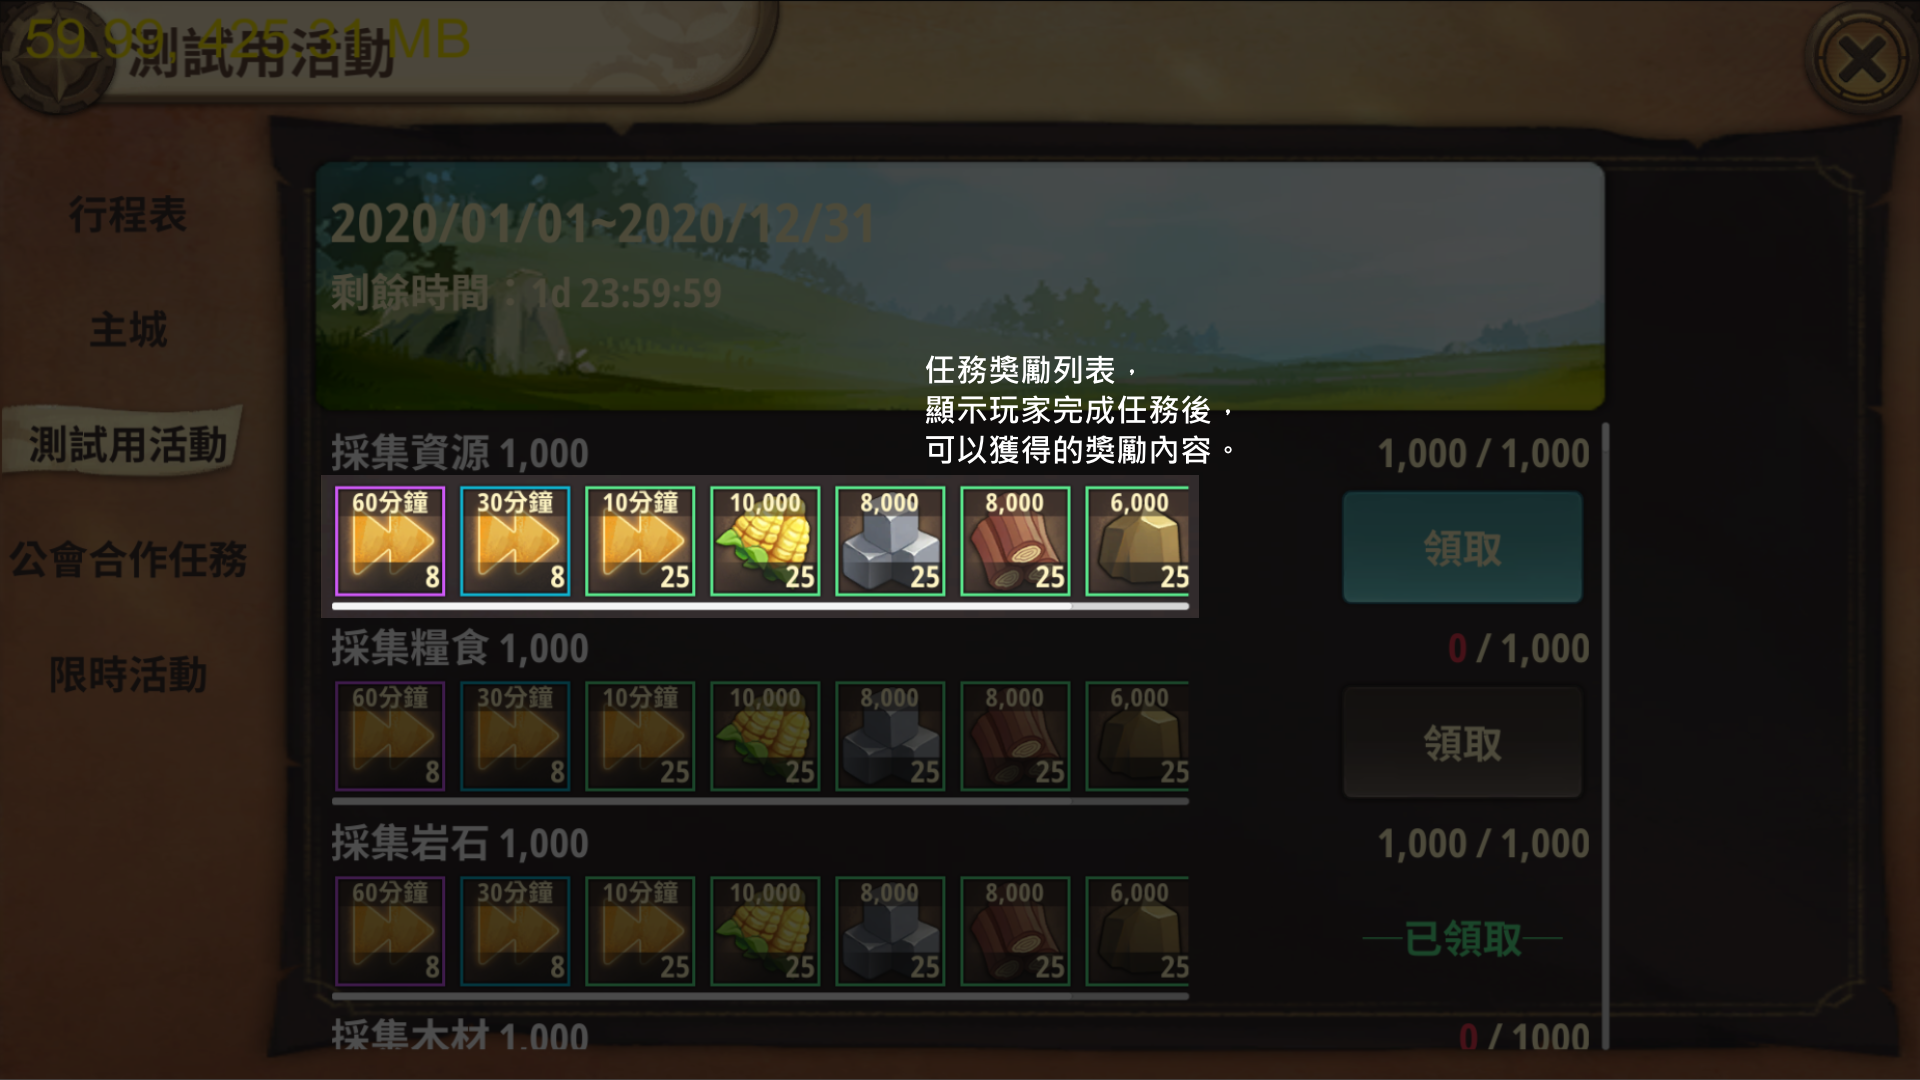 59.99, 425.31 MB
測試用活動
行程表
主城
測試用活動
公會合作任務
限時活動
2020/01/01~2020/12/31
剩餘時間：1d 23:59:59
任務獎勵列表，
顯示玩家完成任務後，
可以獲得的獎勵內容。
採集資源 1,000
1,000 / 1,000
60分鐘 30分鐘 10分鐘 10,000 8,000 8,000 6,000
8 8 25 25 25 25 25
領取
採集糧食 1,000
0 / 1,000
60分鐘 30分鐘 10分鐘 10,000 8,000 8,000 6,000
8 8 25 25 25 25 25
領取
採集岩石 1,000
1,000 / 1,000
60分鐘 30分鐘 10分鐘 10,000 8,000 8,000 6,000
8 8 25 25 25 25 25
已領取
採集木材 1,000
0 / 1000